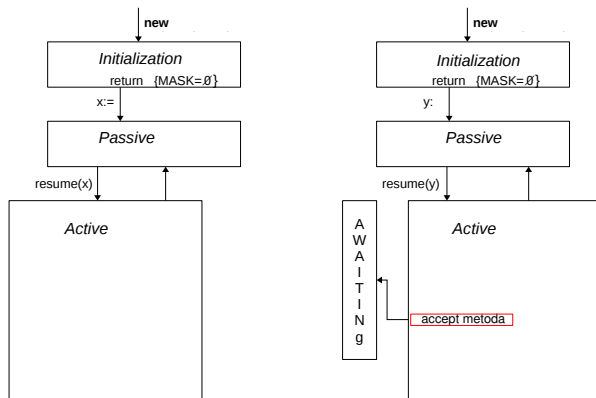 new
Initialization
return {MASK=Ø}
x:=
Passive
resume(x)
Active
new
Initialization
return {MASK=Ø}
y:
Passive
resume(y)
A
W
A
I
T
I
N
g
Active
accept metoda